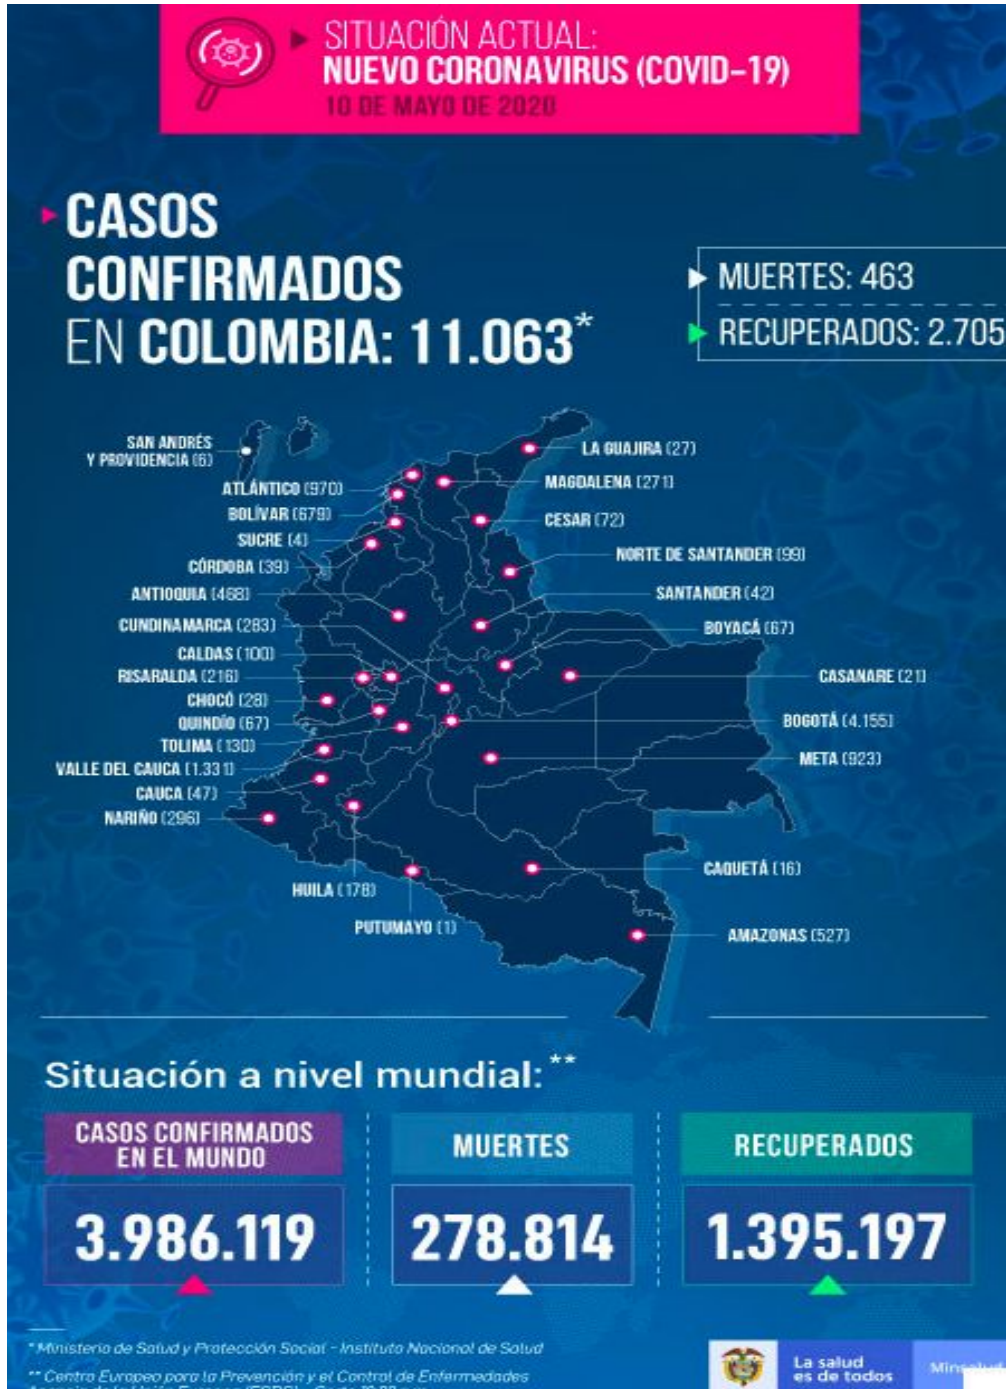 SITUACIÓN ACTUAL:
NUEVO CORONAVIRUS (COVID-19)
10 DE MAYO DE 2020
CASOS
CONFIRMADOS
EN COLOMBIA: 11.063*
MUERTES: 463
RECUPERADOS: 2.705
SAN ANDRÉS
Y PROVIDENCIA (6)
ATLÁNTICO (970)
BOLÍVAR (679)
SUCRE (4)
CÓRDOBA (39)
ANTIOQUIA (468)
CUNDINAMARCA (283)
CALDAS (100)
RISARALDA (216)
CHOCÓ (28)
QUINDÍO (67)
TOLIMA (130)
VALLE DEL CAUCA (1.331)
CAUCA (47)
NARIÑO (296)
HUILA (178)
PUTUMAYO (1)
LA GUAJIRA (27)
MAGDALENA (271)
CESAR (72)
NORTE DE SANTANDER (99)
SANTANDER (42)
BOYACÁ (67)
CASANARE (21)
BOGOTÁ (4.155)
META (923)
CAQUETÁ (16)
AMAZONAS (527)
Situación a nivel mundial:**
CASOS CONFIRMADOS
EN EL MUNDO
3.986.119
MUERTES
278.814
RECUPERADOS
1.395.197
* Ministerio de Salud y Protección Social - Instituto Nacional de Salud
** Centro Europeo para la Prevención y el Control de Enfermedades
La salud
es de todos